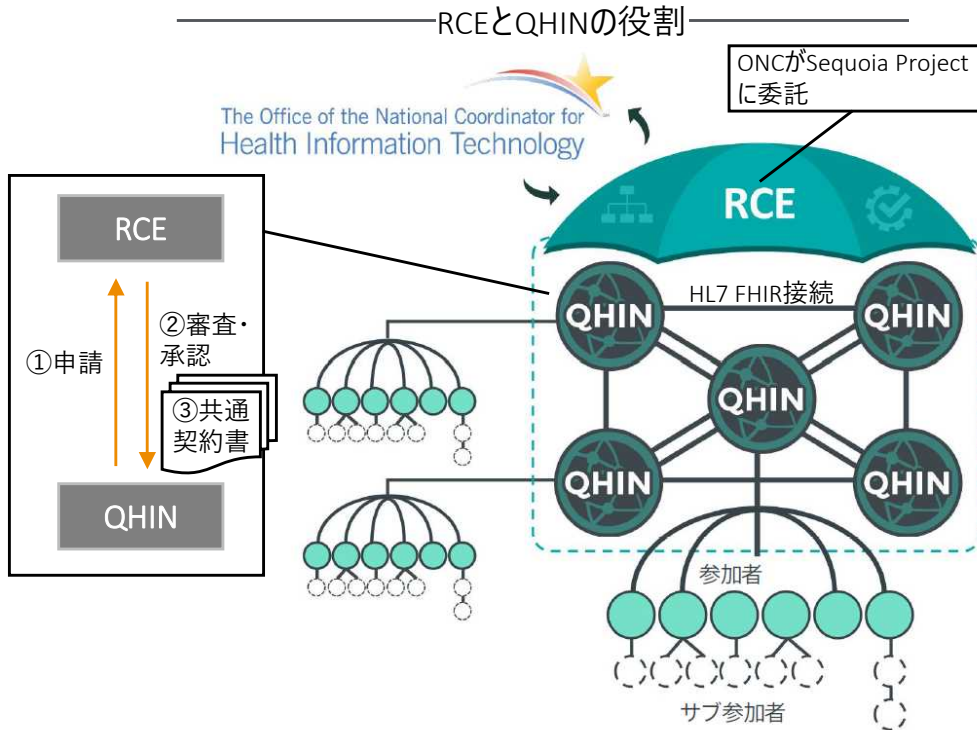 RCEとQHINの役割
ONCがSequoia Project
に委託
The Office of the National Coordinator for
Health Information Technology
RCE
RCE
①申請
②審査・
承認
③共通
契約書
QHIN
QHIN
HL7 FHIR接続
QHIN
QHIN
QHIN
QHIN
参加者
サブ参加者